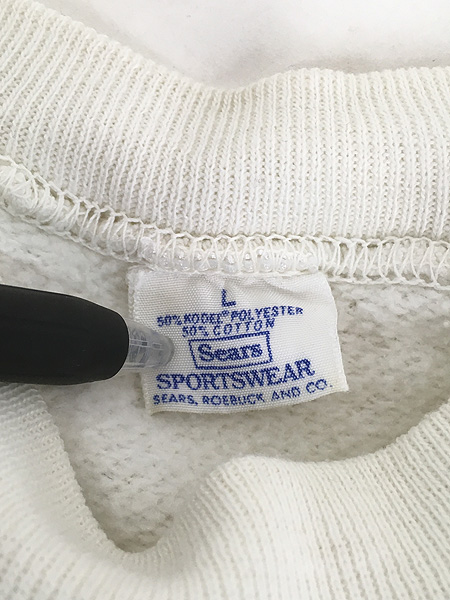 L
50% KODEL® POLYESTER
50% COTTON
Sears
SPORTSWEAR
SEARS, ROEBUCK AND CO.